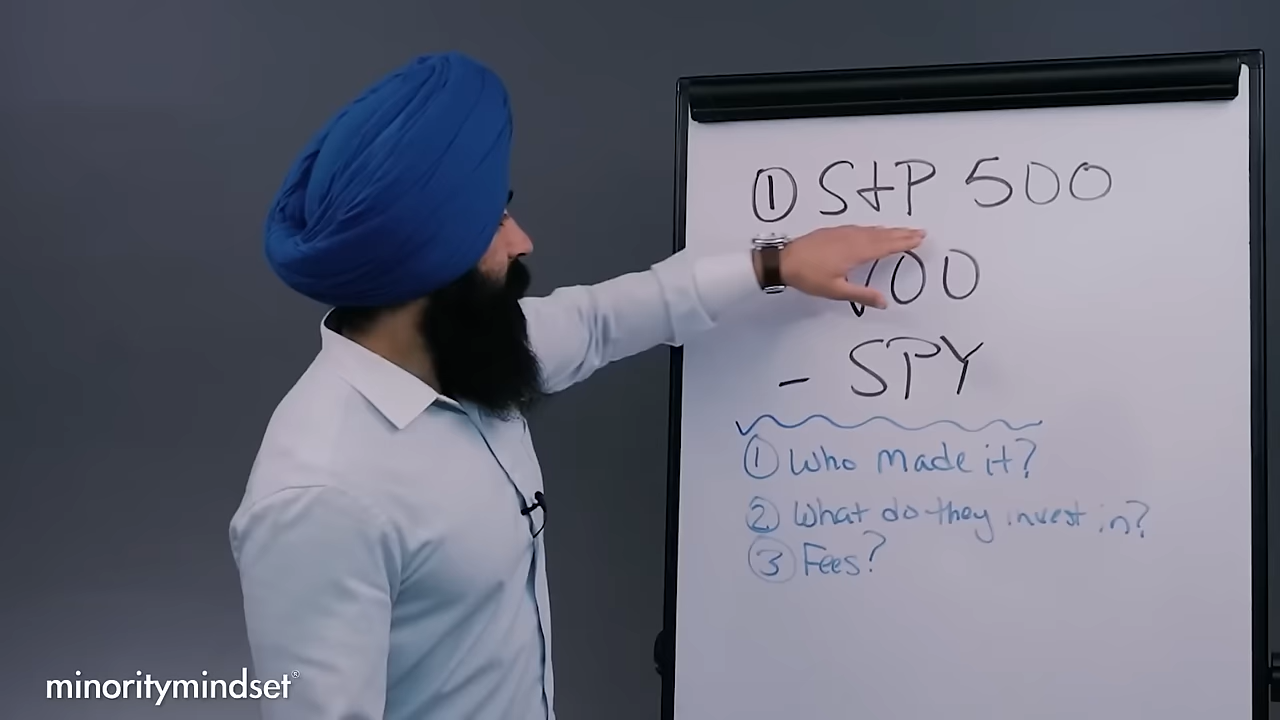 ① S+P 500
VOO
- SPY
① Who made it?
② What do they invest in?
③ Fees?
minoritymindset®